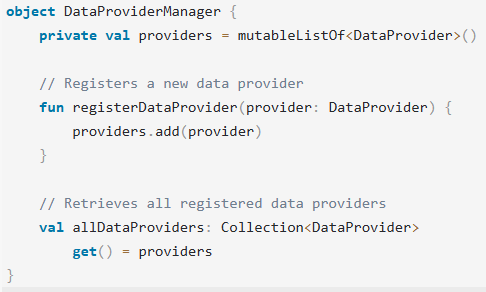 object DataProviderManager {
    private val providers = mutableListOf<DataProvider>()

    // Registers a new data provider
    fun registerDataProvider(provider: DataProvider) {
        providers.add(provider)
    }

    // Retrieves all registered data providers
    val allDataProviders: Collection<DataProvider>
        get() = providers
}